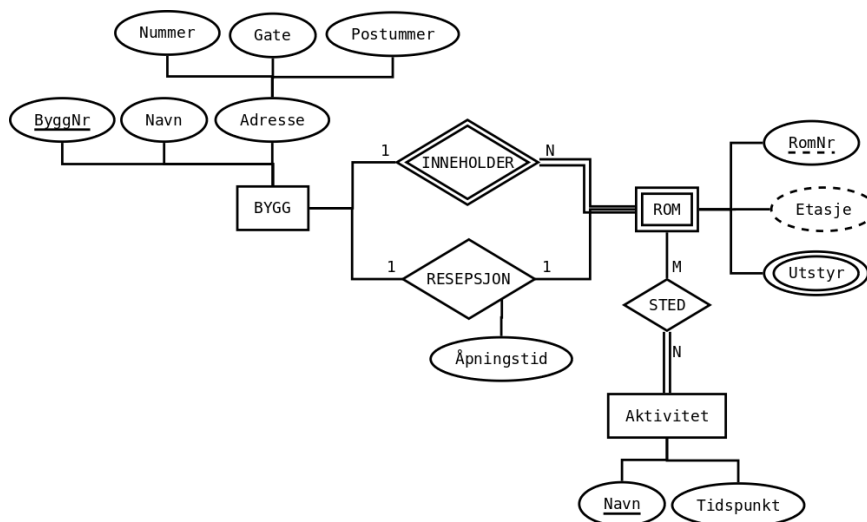 Nummer
Gate
Postummer
ByggNr
Navn
Adresse
1
INNEHOLDER
N
RomNr
BYGG
ROM
Etasje
1
RESEPSJON
1
M
Utstyr
STED
Åpningstid
N
Aktivitet
Navn
Tidspunkt